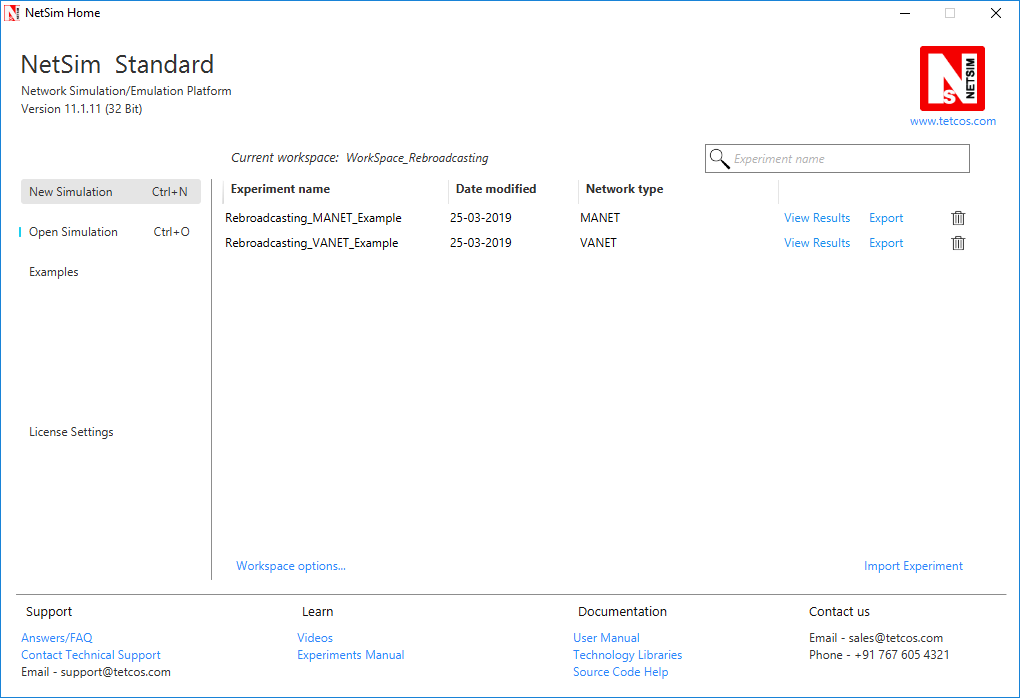 NetSim Home
NetSim Standard
Network Simulation/Emulation Platform
Version 11.1.11 (32 Bit)
NS NETSIM
www.tetcos.com
Current workspace: WorkSpace_Rebroadcasting
Experiment name
New Simulation Ctrl+N
Open Simulation Ctrl+O
Examples
License Settings
Experiment name Date modified Network type
Rebroadcasting_MANET_Example 25-03-2019 MANET View Results Export
Rebroadcasting_VANET_Example 25-03-2019 VANET View Results Export
Workspace options... Import Experiment
Support
Answers/FAQ
Contact Technical Support
Email - support@tetcos.com
Learn
Videos
Experiments Manual
Documentation
User Manual
Technology Libraries
Source Code Help
Contact us
Email - sales@tetcos.com
Phone - +91 767 605 4321